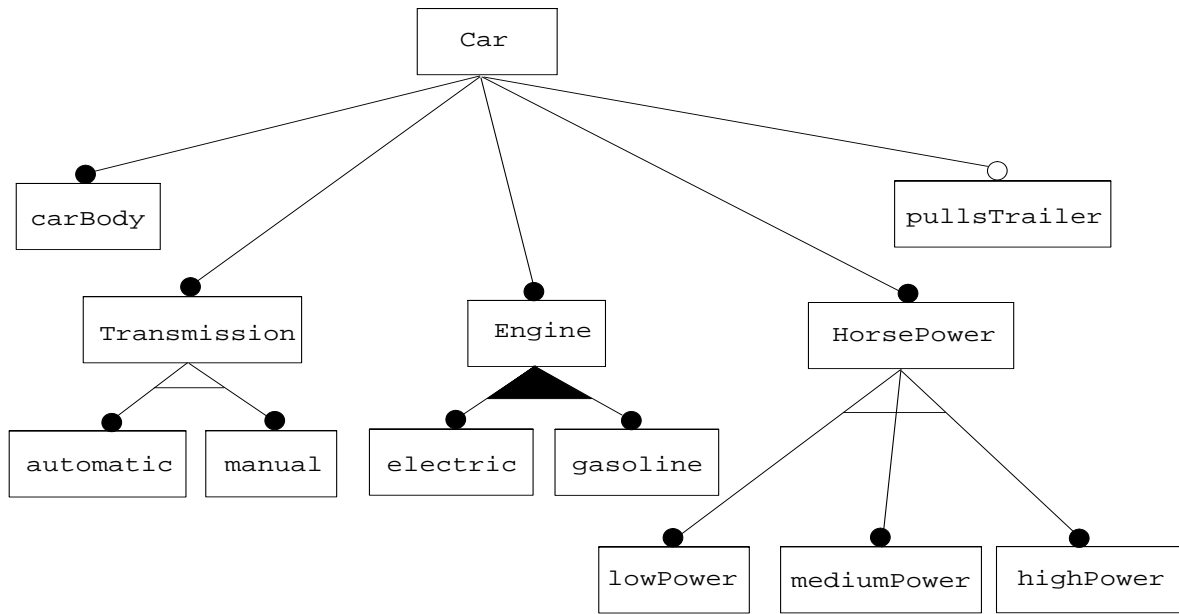 Car
carBody
pullsTrailer
Transmission
Engine
HorsePower
automatic
manual
electric
gasoline
lowPower
mediumPower
highPower